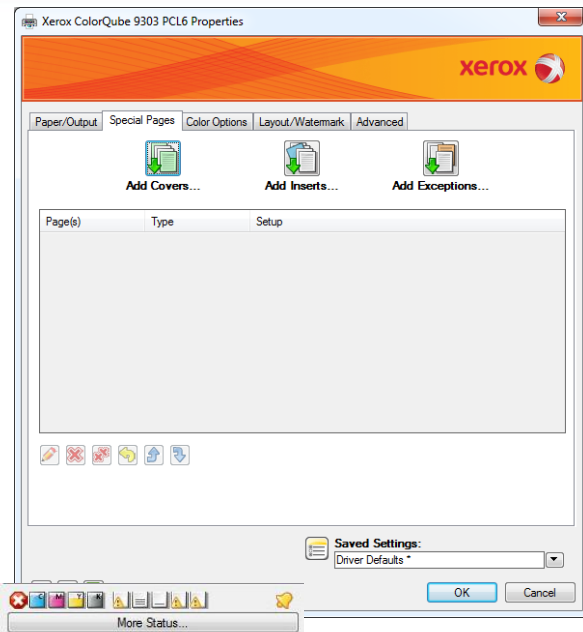 Xerox ColorQube 9303 PCL6 Properties
xerox
Paper/Output Special Pages Color Options Layout/Watermark Advanced
Add Covers... Add Inserts... Add Exceptions...
Page(s) Type Setup
Saved Settings:
Driver Defaults *
OK Cancel
C M Y K
More Status...